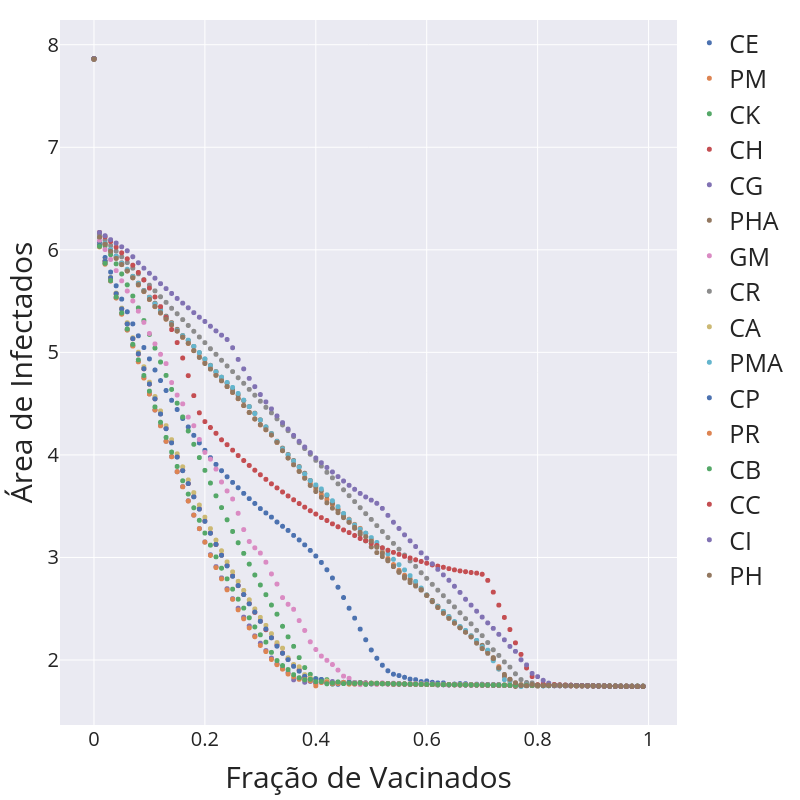 8
7
6
5
4
3
2
Área de Infectados
0
0.2
0.4
0.6
0.8
1
Fração de Vacinados
CE
PM
CK
CH
CG
PHA
GM
CR
CA
PMA
CP
PR
CB
CC
CI
PH